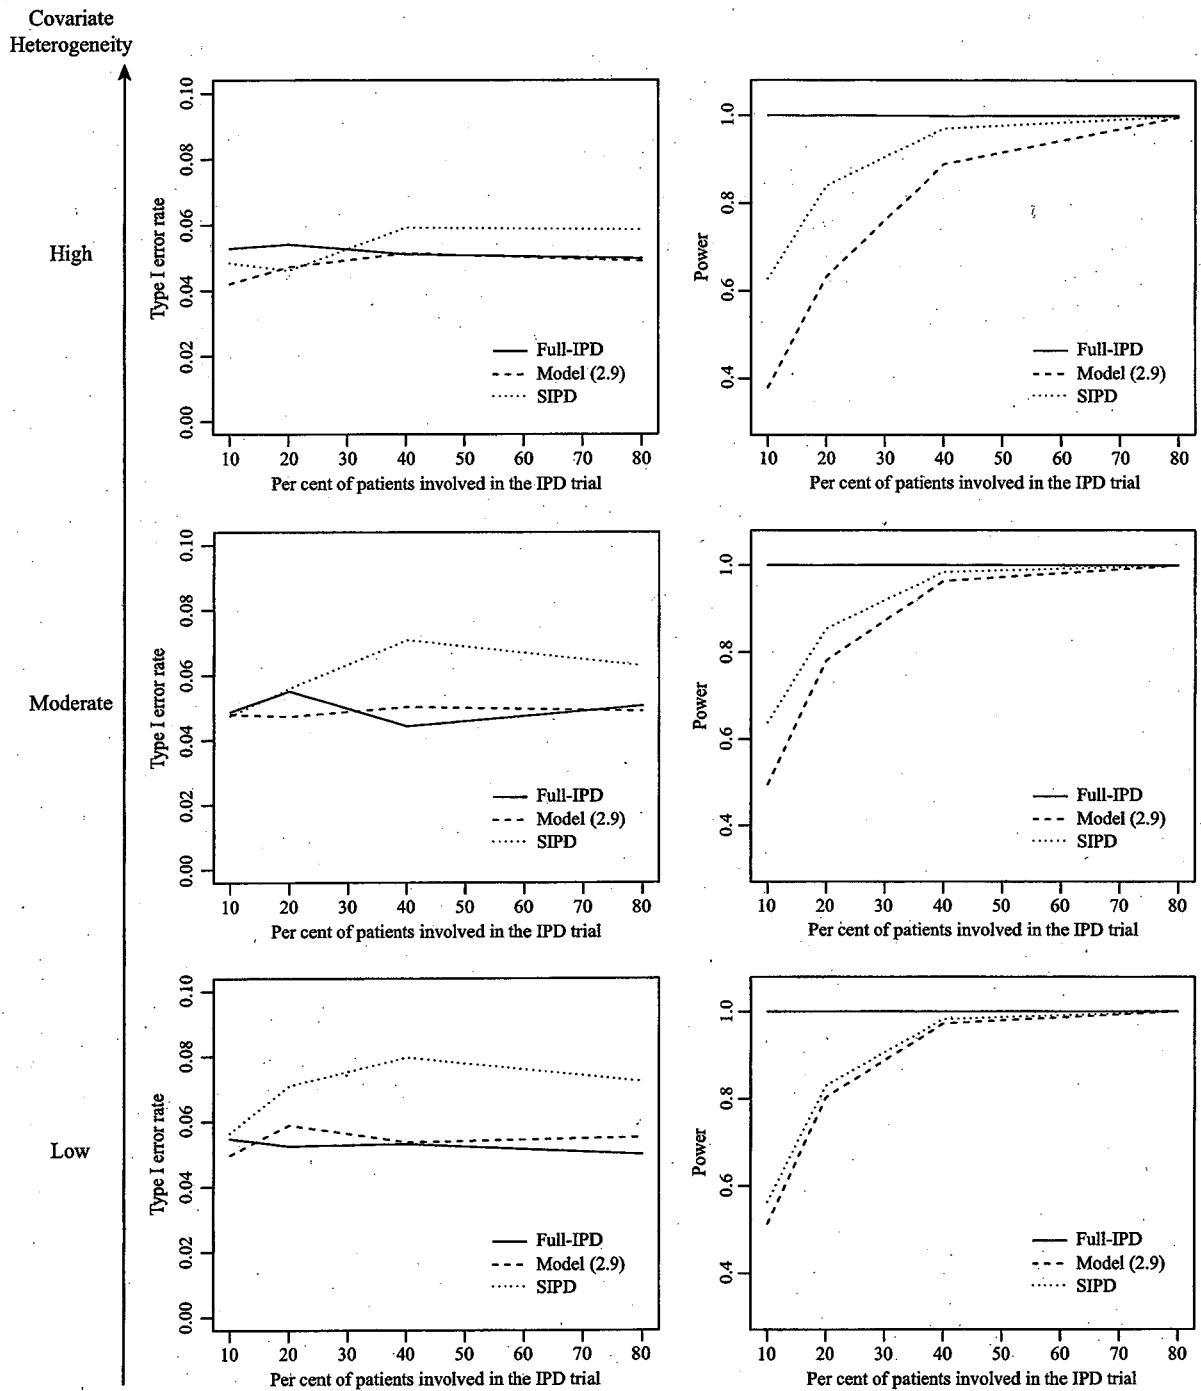 Covariate
Heterogeneity
High
Type I error rate
0.10
0.08
0.06
0.04
0.02
0.00
Full-IPD
Model (2.9)
SIPD
10 20 30 40 50 60 70 80
Per cent of patients involved in the IPD trial
Power
1.0
0.8
0.6
0.4
Full-IPD
Model (2.9)
SIPD
10 20 30 40 50 60 70 80
Per cent of patients involved in the IPD trial
Moderate
Type I error rate
0.10
0.08
0.06
0.04
0.02
0.00
Full-IPD
Model (2.9)
SIPD
10 20 30 40 50 60 70 80
Per cent of patients involved in the IPD trial
Power
1.0
0.8
0.6
0.4
Full-IPD
Model (2.9)
SIPD
10 20 30 40 50 60 70 80
Per cent of patients involved in the IPD trial
Low
Type I error rate
0.10
0.08
0.06
0.04
0.02
0.00
Full-IPD
Model (2.9)
SIPD
10 20 30 40 50 60 70 80
Per cent of patients involved in the IPD trial
Power
1.0
0.8
0.6
0.4
Full-IPD
Model (2.9)
SIPD
10 20 30 40 50 60 70 80
Per cent of patients involved in the IPD trial